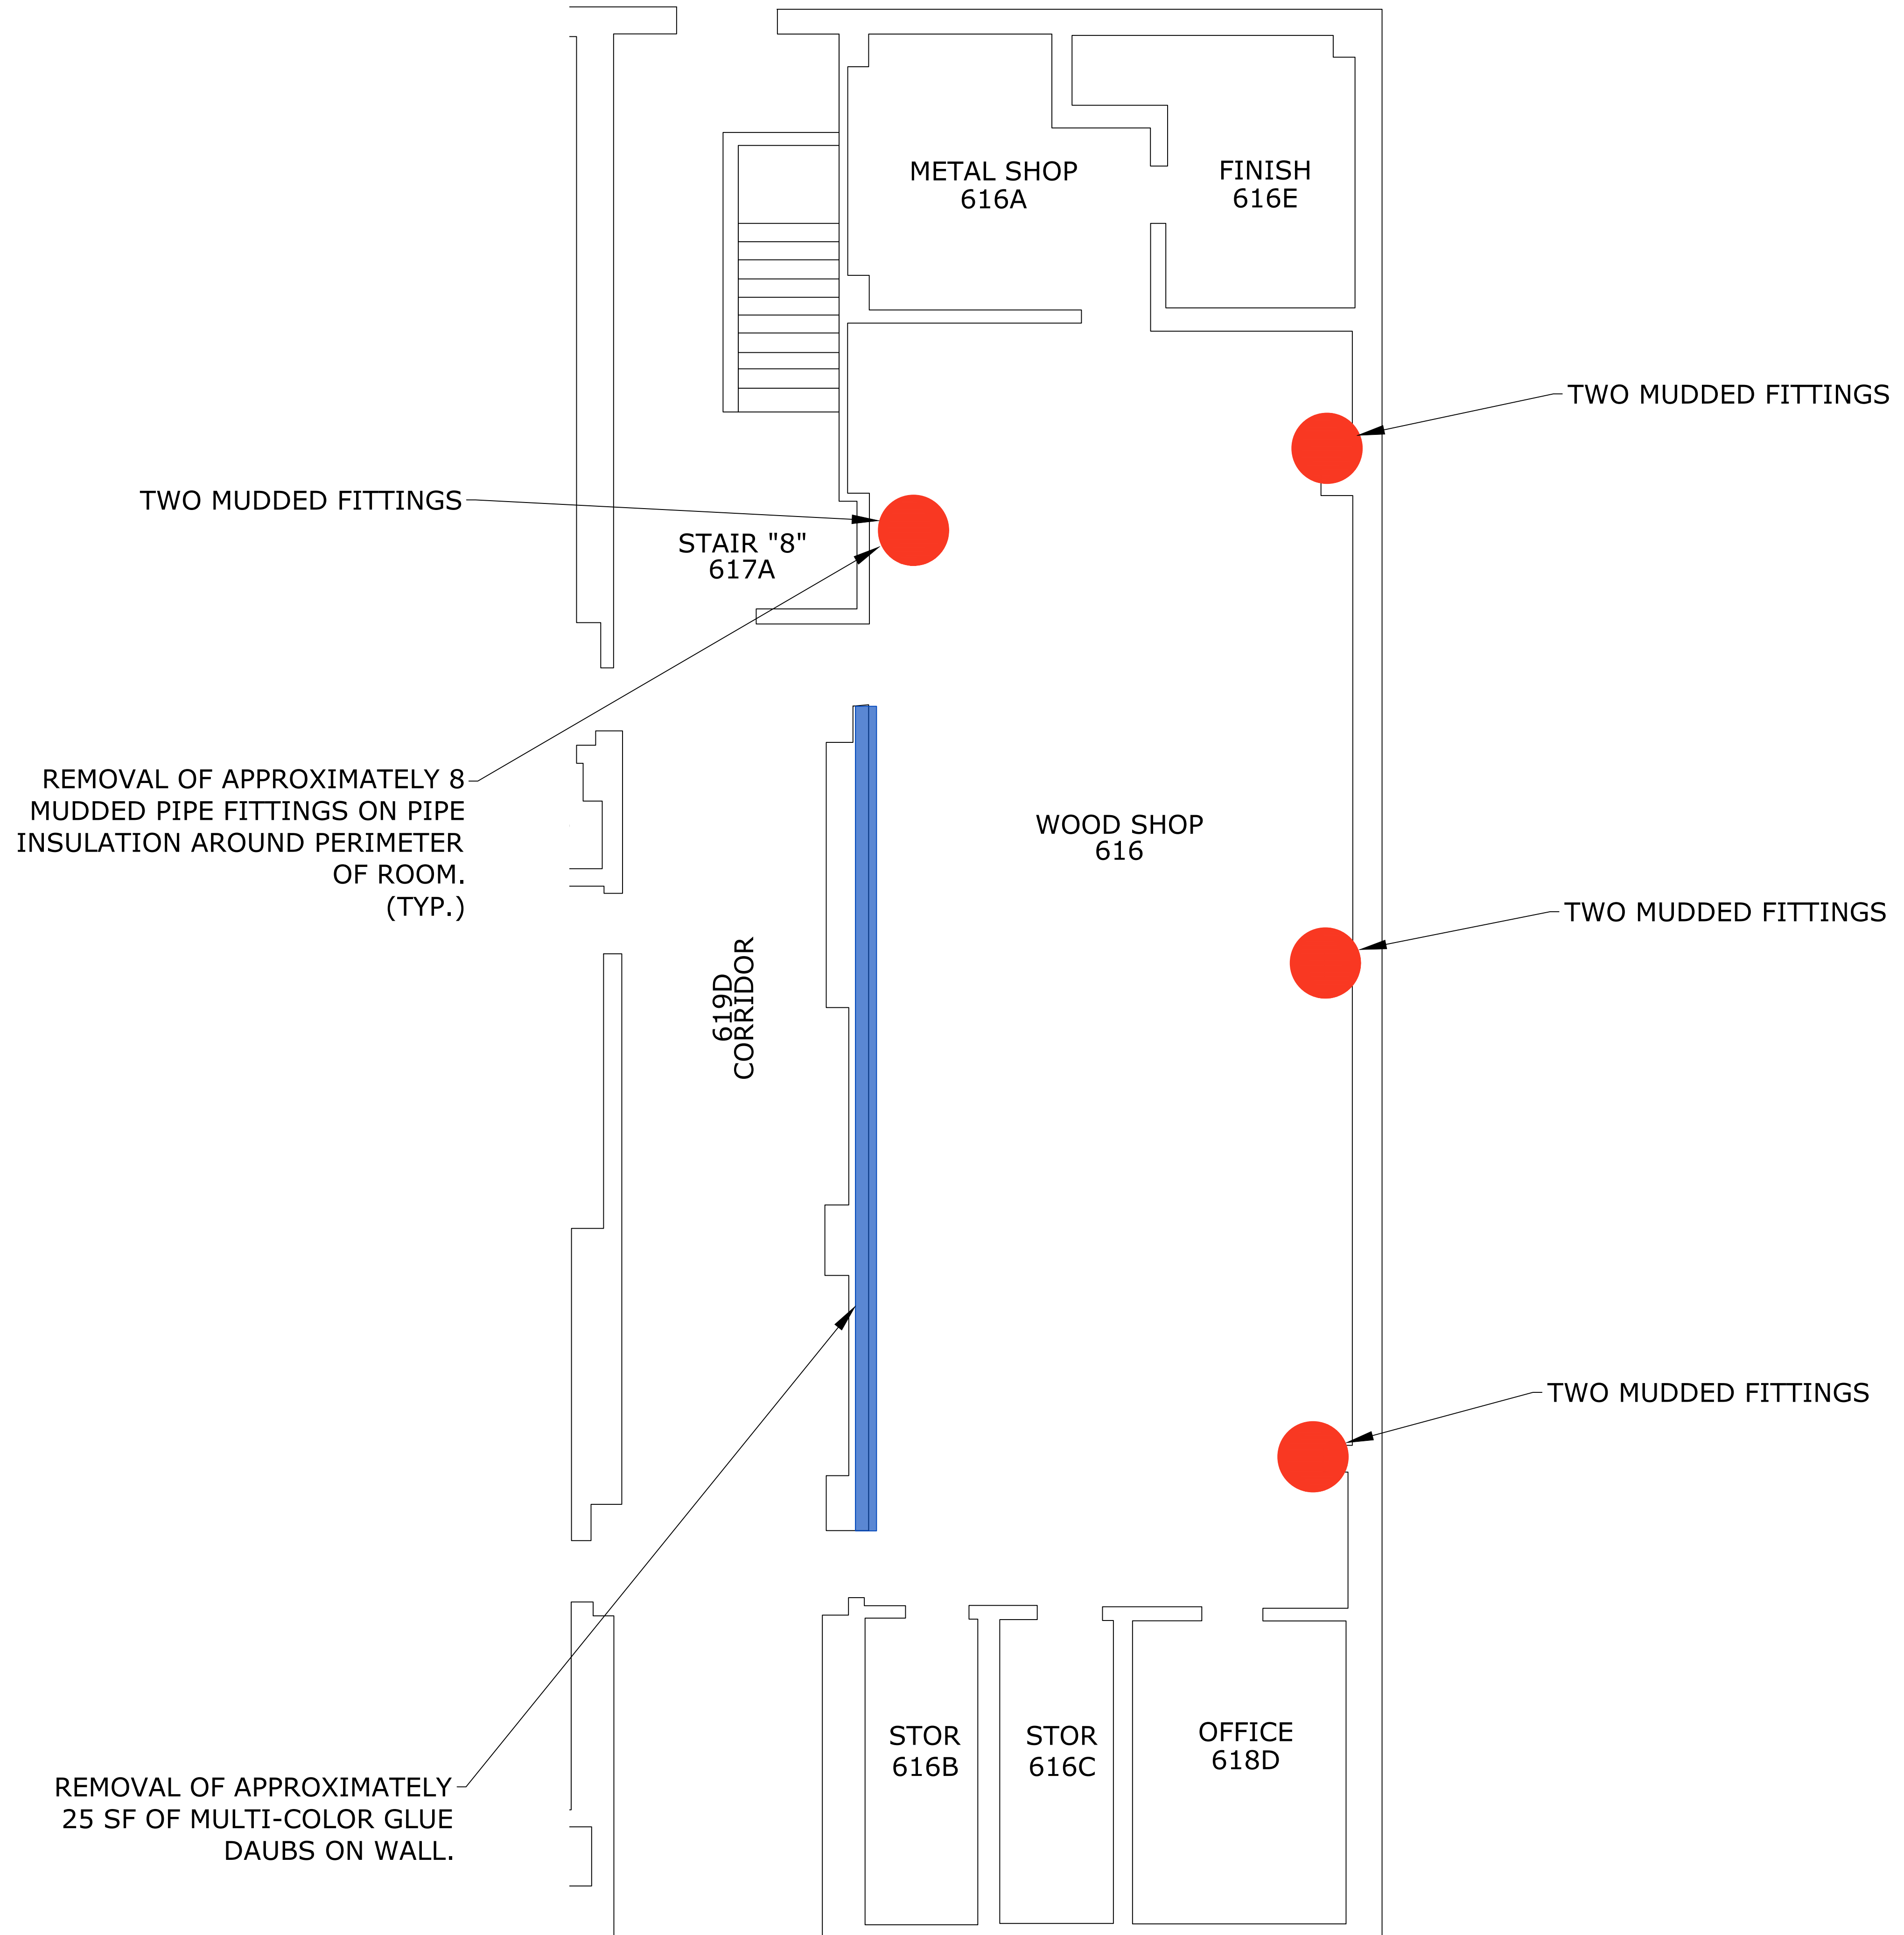 METAL SHOP
616A
FINISH
616E
TWO MUDDED FITTINGS
TWO MUDDED FITTINGS
STAIR "8"
617A
REMOVAL OF APPROXIMATELY 8
MUDDED PIPE FITTINGS ON PIPE
INSULATION AROUND PERIMETER
OF ROOM.
(TYP.)
WOOD SHOP
616
TWO MUDDED FITTINGS
619D
CORRIDOR
TWO MUDDED FITTINGS
STOR
616B
STOR
616C
OFFICE
618D
REMOVAL OF APPROXIMATELY
25 SF OF MULTI-COLOR GLUE
DAUBS ON WALL.